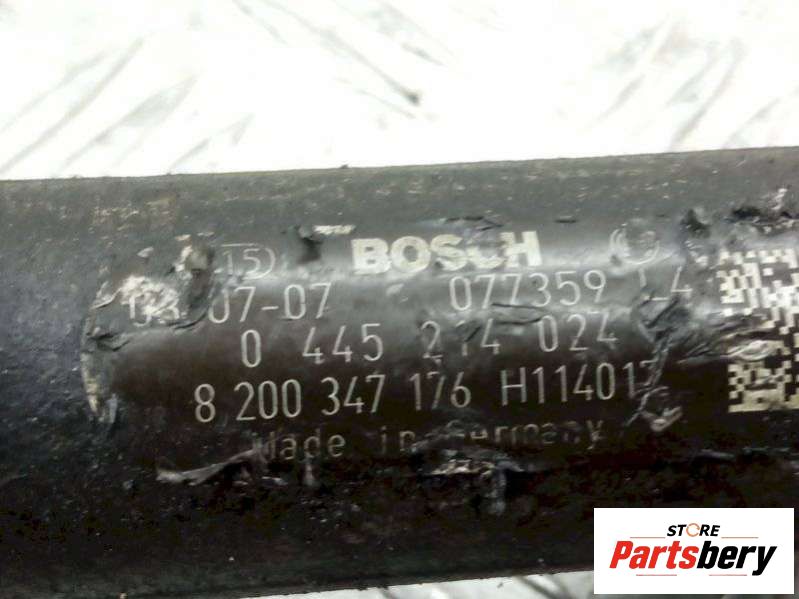 15 BOSCH
07-07 077359 4
0 445 214 024
8 200 347 176 H11401
Made in Germany
STORE
Partsbery